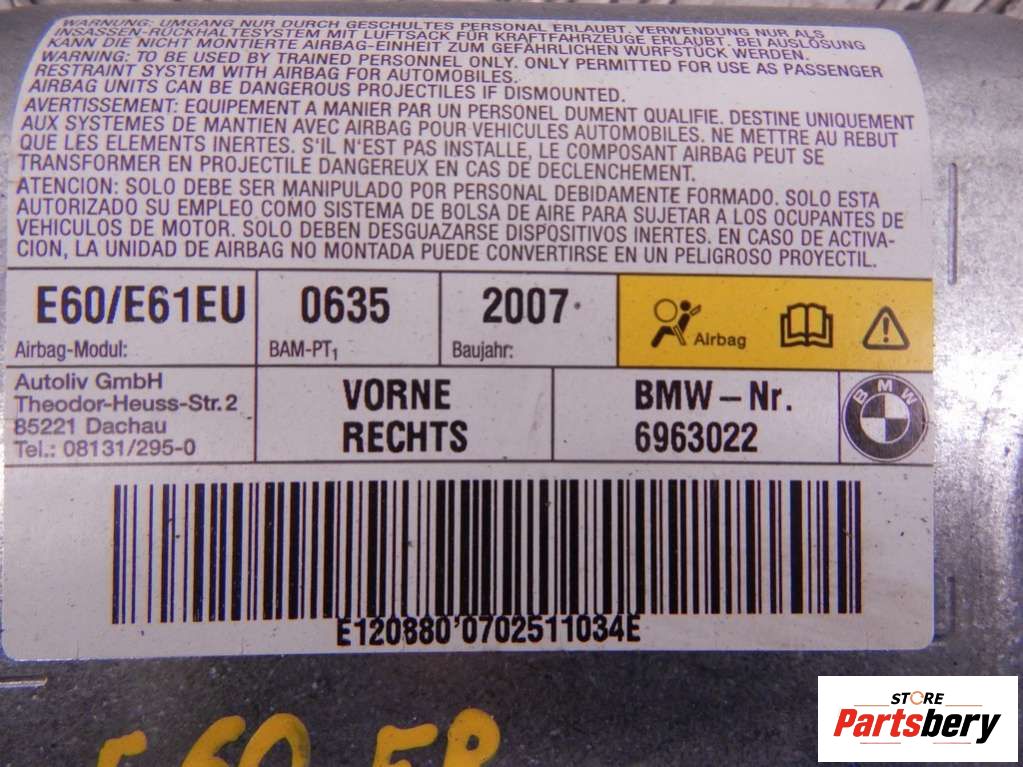 WARNUNG: UMGANG NUR DURCH GESCHULTES PERSONAL ERLAUBT. VERWENDUNG NUR ALS
INSASSEN-RÜCKHALTESYSTEM MIT LUFTSACK FÜR KRAFTFAHRZEUGE ERLAUBT. BEI AUSLÖSUNG
KANN DIE NICHT MONTIERTE AIRBAG-EINHEIT ZUM GEFÄHRLICHEN WURFSTÜCK WERDEN.
WARNING: TO BE USED BY TRAINED PERSONNEL ONLY. ONLY PERMITTED FOR USE AS PASSENGER
RESTRAINT SYSTEM WITH AIRBAG FOR AUTOMOBILES.
AIRBAG UNITS CAN BE DANGEROUS PROJECTILES IF DISMOUNTED.
AVERTISSEMENT: EQUIPEMENT A MANIER PAR UN PERSONEL DUMENT QUALIFIE. DESTINE UNIQUEMENT
AUX SYSTEMES DE MANTIEN AVEC AIRBAG POUR VEHICULES AUTOMOBILES. NE METTRE AU REBUT
QUE LES ELEMENTS INERTES. S'IL N'EST PAS INSTALLE, LE COMPOSANT AIRBAG PEUT SE
TRANSFORMER EN PROJECTILE DANGEREUX EN CAS DE DECLENCHEMENT.
ATENCION: SOLO DEBE SER MANIPULADO POR PERSONAL DEBIDAMENTE FORMADO. SOLO ESTA
AUTORIZADO SU EMPLEO COMO SISTEMA DE BOLSA DE AIRE PARA SUJETAR A LOS OCUPANTES DE
VEHICULOS DE MOTOR. SOLO DEBEN DESGUAZARSE DISPOSITIVOS INERTES. EN CASO DE ACTIVA-
CION, LA UNIDAD DE AIRBAG NO MONTADA PUEDE CONVERTIRSE EN UN PELIGROSO PROYECTIL.
E60/E61EU 0635 2007
Airbag-Modul: BAM-PT1 Baujahr: Airbag
Autoliv GmbH
Theodor-Heuss-Str. 2
85221 Dachau
Tel.: 08131/295-0
VORNE
RECHTS
BMW-Nr.
6963022
BMW
E120880'0702511034E
E60 FR
STORE
Partsbery